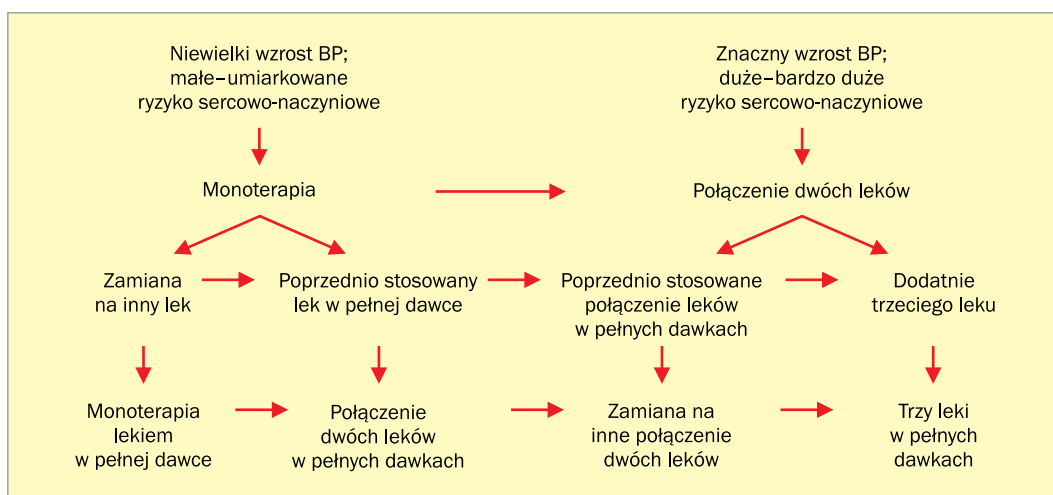 Niewielki wzrost BP;
małe–umiarkowane
ryzyko sercowo-naczyniowe
Znaczny wzrost BP;
duże–bardzo duże
ryzyko sercowo-naczyniowe
Monoterapia
Połączenie dwóch leków
Zamiana
na inny lek
Poprzednio stosowany
lek w pełnej dawce
Poprzednio stosowane
połączenie leków
w pełnych dawkach
Dodatnie
trzeciego leku
Monoterapia
lekiem
w pełnej dawce
Połączenie
dwóch leków
w pełnych dawkach
Zamiana na
inne połączenie
dwóch leków
Trzy leki
w pełnych
dawkach